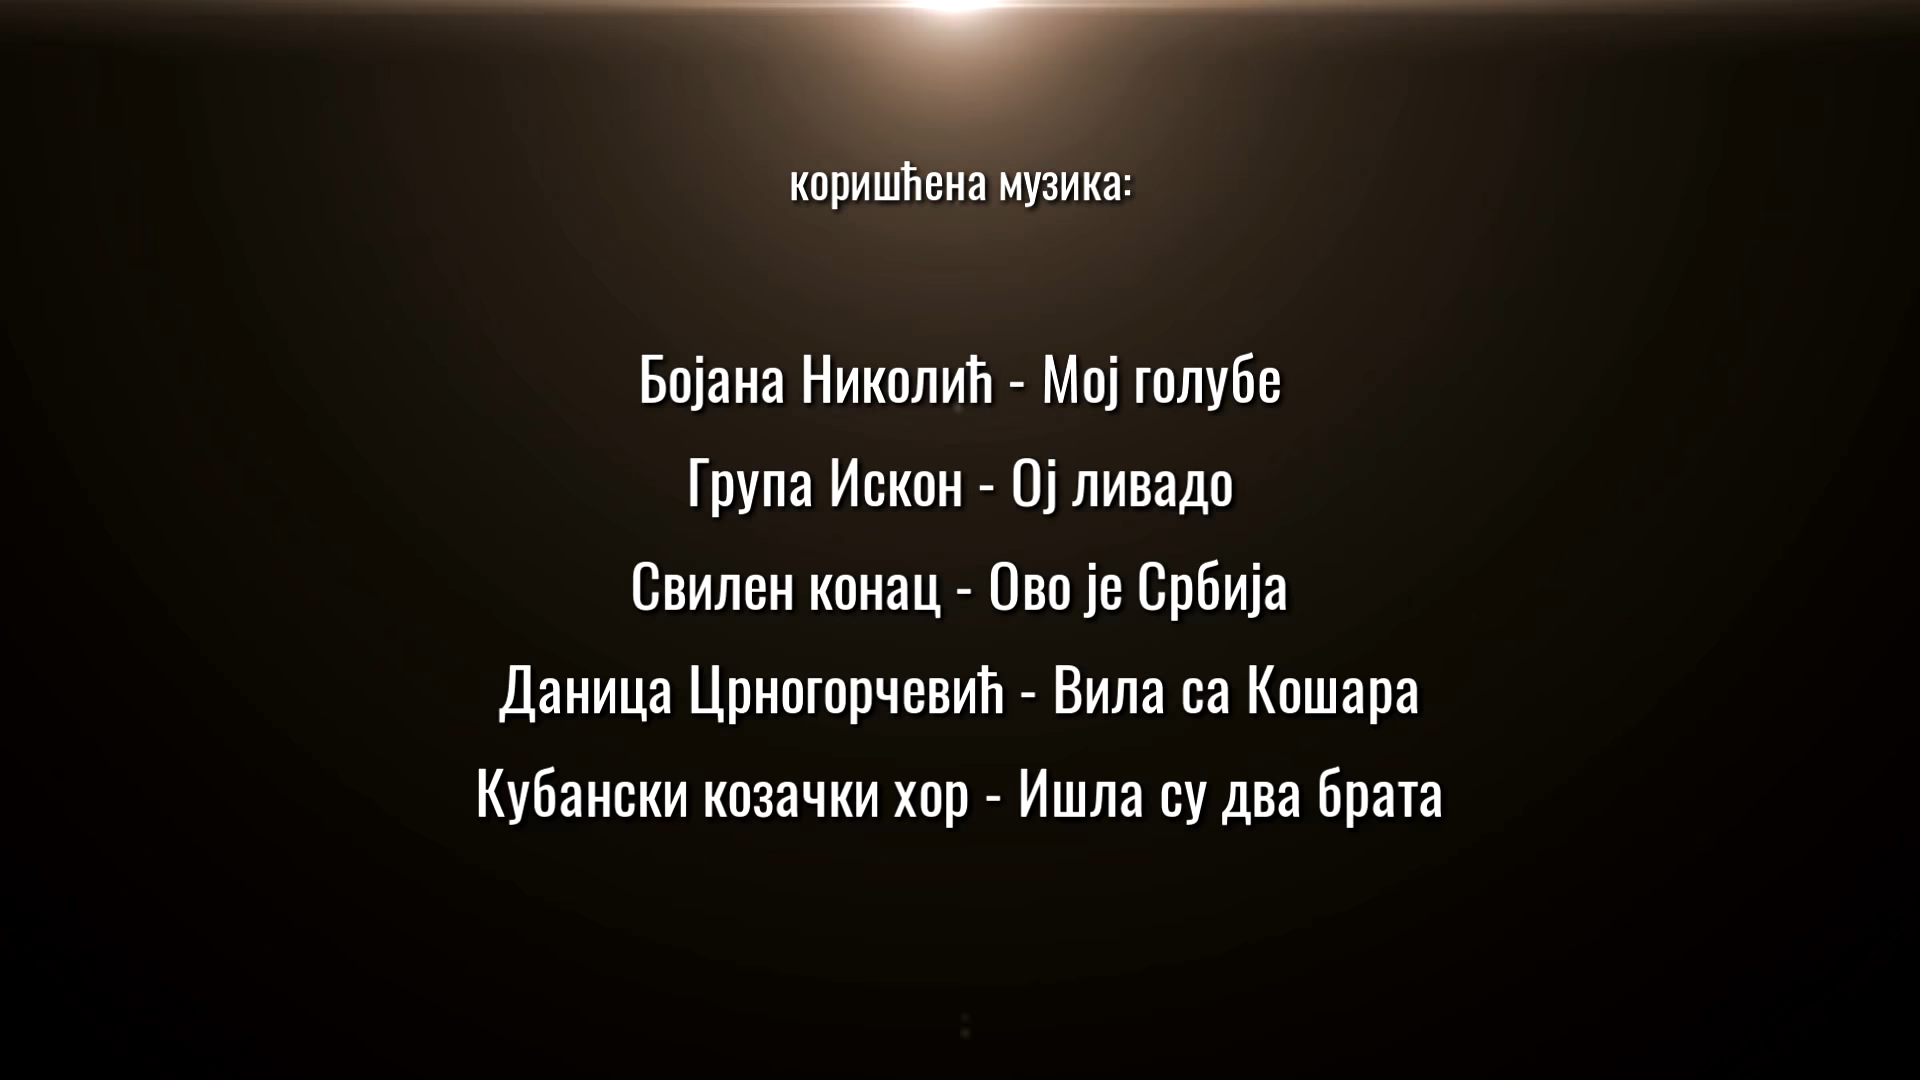 коришћена музика:
Бојана Николић - Мој голубе
Група Искон - Ој ливадо
Свилен конац - Ово је Србија
Даница Црногорчевић - Вила са Кошара
Кубански козачки хор - Ишла су два брата